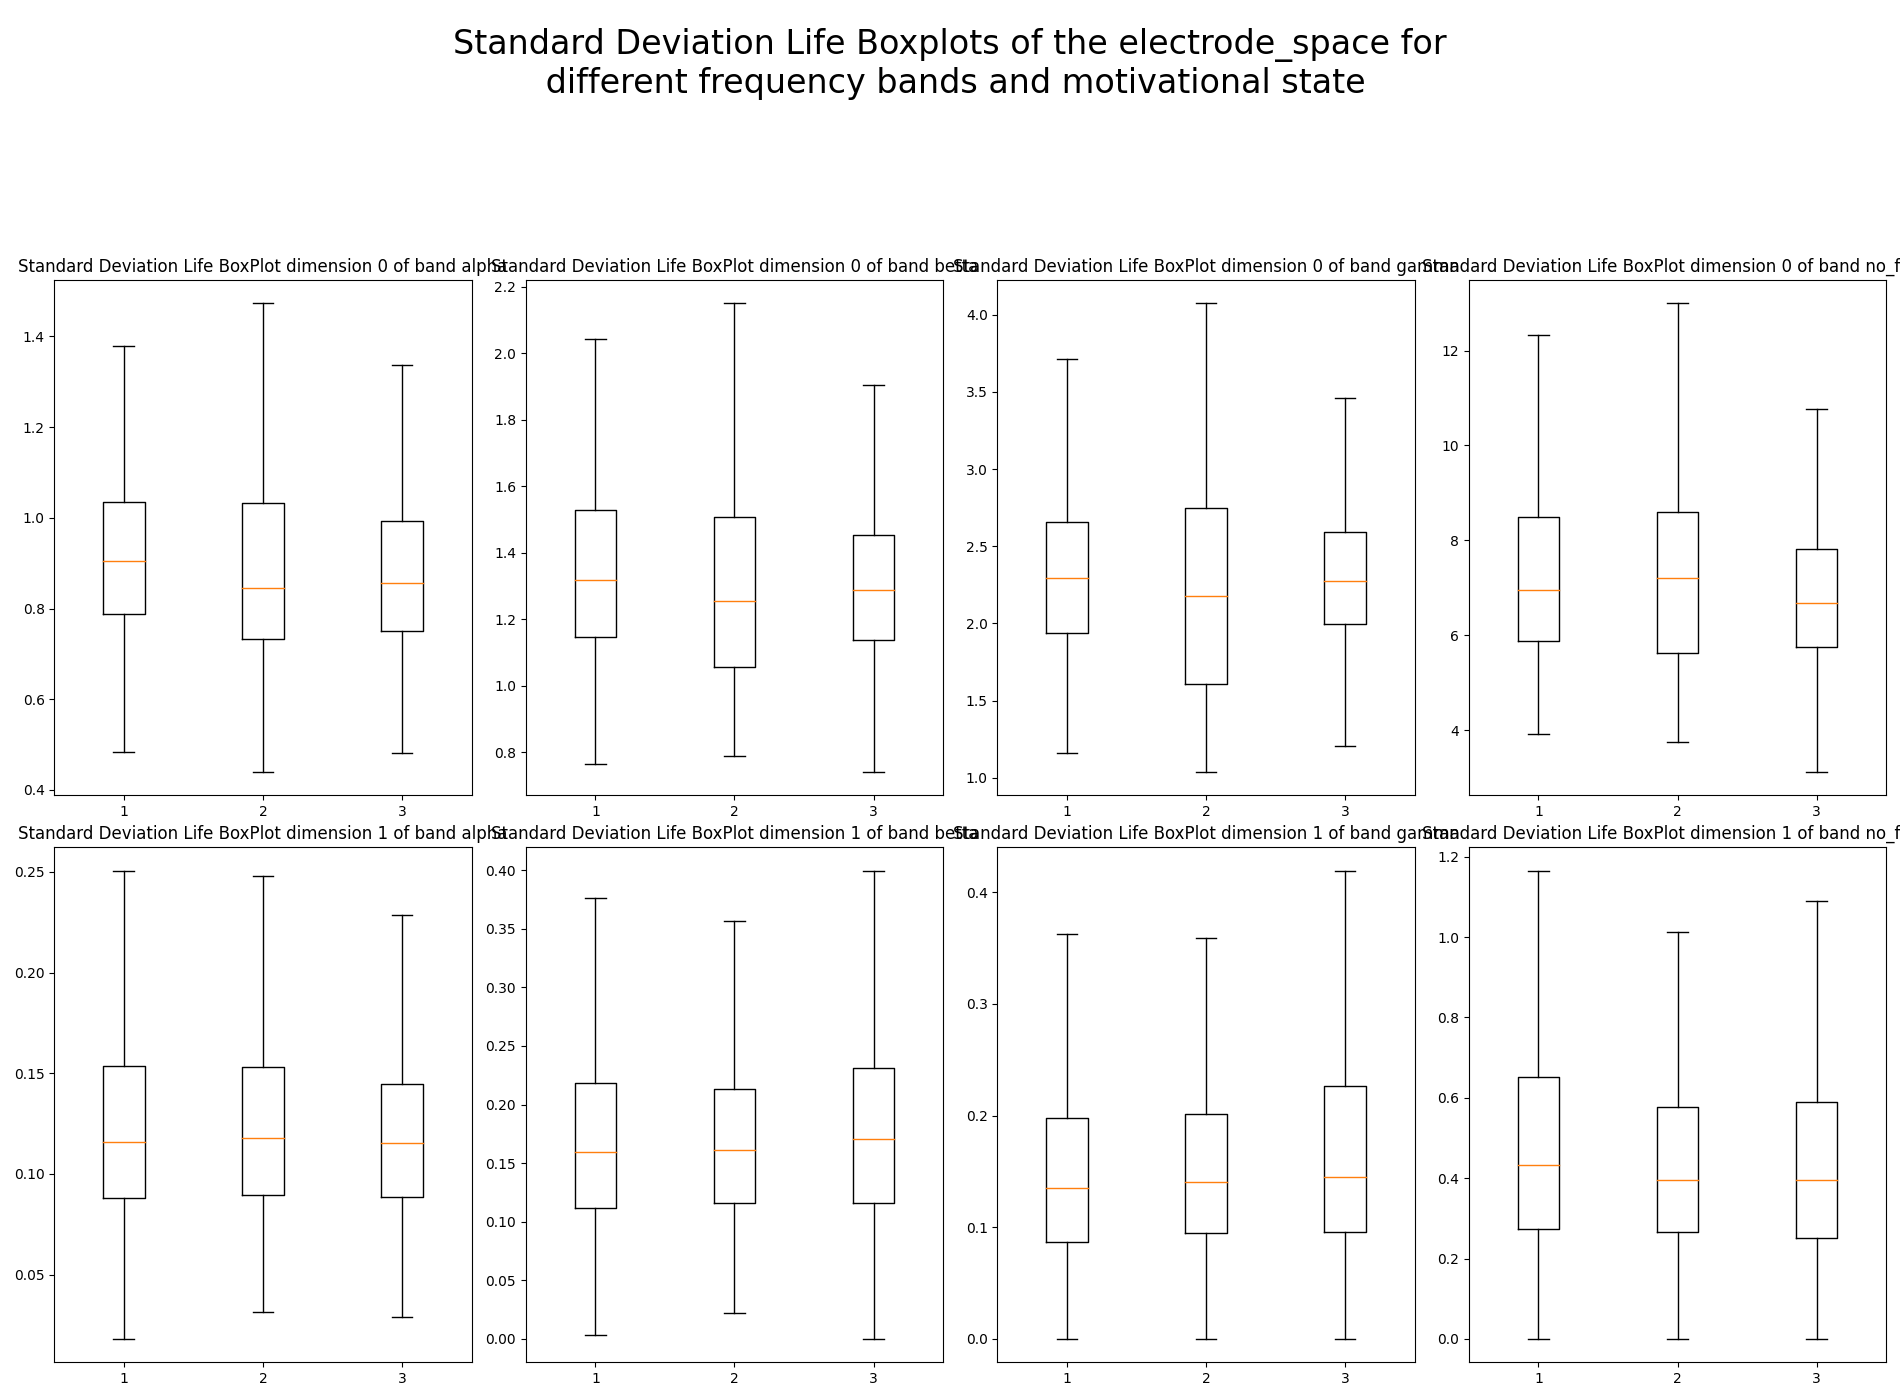 Standard Deviation Life Boxplots of the electrode_space for
different frequency bands and motivational state
Standard Deviation Life BoxPlot dimension 0 of band alpha
1.4
1.2
1.0
0.8
0.6
0.4
1 2 3
Standard Deviation Life BoxPlot dimension 0 of band betta
2.2
2.0
1.8
1.6
1.4
1.2
1.0
0.8
1 2 3
Standard Deviation Life BoxPlot dimension 0 of band gamma
4.0
3.5
3.0
2.5
2.0
1.5
1.0
1 2 3
Standard Deviation Life BoxPlot dimension 0 of band no_f
12
10
8
6
4
1 2 3
Standard Deviation Life BoxPlot dimension 1 of band alpha
0.25
0.20
0.15
0.10
0.05
1 2 3
Standard Deviation Life BoxPlot dimension 1 of band betta
0.40
0.35
0.30
0.25
0.20
0.15
0.10
0.05
0.00
1 2 3
Standard Deviation Life BoxPlot dimension 1 of band gamma
0.4
0.3
0.2
0.1
0.0
1 2 3
Standard Deviation Life BoxPlot dimension 1 of band no_f
1.2
1.0
0.8
0.6
0.4
0.2
0.0
1 2 3